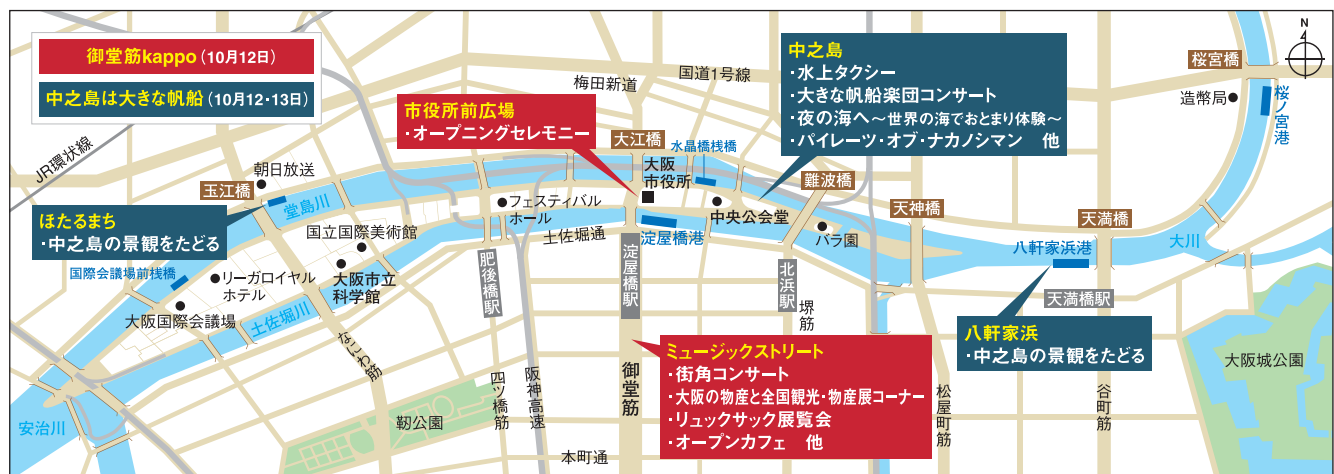 御堂筋kappo（10月12日）
中之島は大きな帆船（10月12・13日）
JR環状線
朝日放送
玉江橋
堂島川
ほたるまち
・中之島の景観をたどる
国際会議場前桟橋
リーガロイヤル
ホテル
大阪国際会議場
土佐堀川
安治川
国立国際美術館
大阪市立
科学館
なにわ筋
靭公園
四ツ橋筋
阪神高速
肥後橋駅
フェスティバル
ホール
土佐堀通
梅田新道
国道1号線
市役所前広場
・オープニングセレモニー
大江橋
水晶橋桟橋
大阪
市役所
淀屋橋港
淀屋橋駅
中央公会堂
中之島
・水上タクシー
・大きな帆船楽団コンサート
・夜の海へ〜世界の海でおとまり体験〜
・パイレーツ・オブ・ナカノシマン　他
難波橋
バラ園
北浜駅
堺筋
御堂筋
ミュージックストリート
・街角コンサート
・大阪の物産と全国観光・物産展コーナー
・リュックサック展覧会
・オープンカフェ　他
本町通
天神橋
松屋町筋
天満橋
八軒家浜港
天満橋駅
八軒家浜
・中之島の景観をたどる
谷町筋
大川
大阪城公園
桜宮橋
造幣局
桜ノ宮港
N